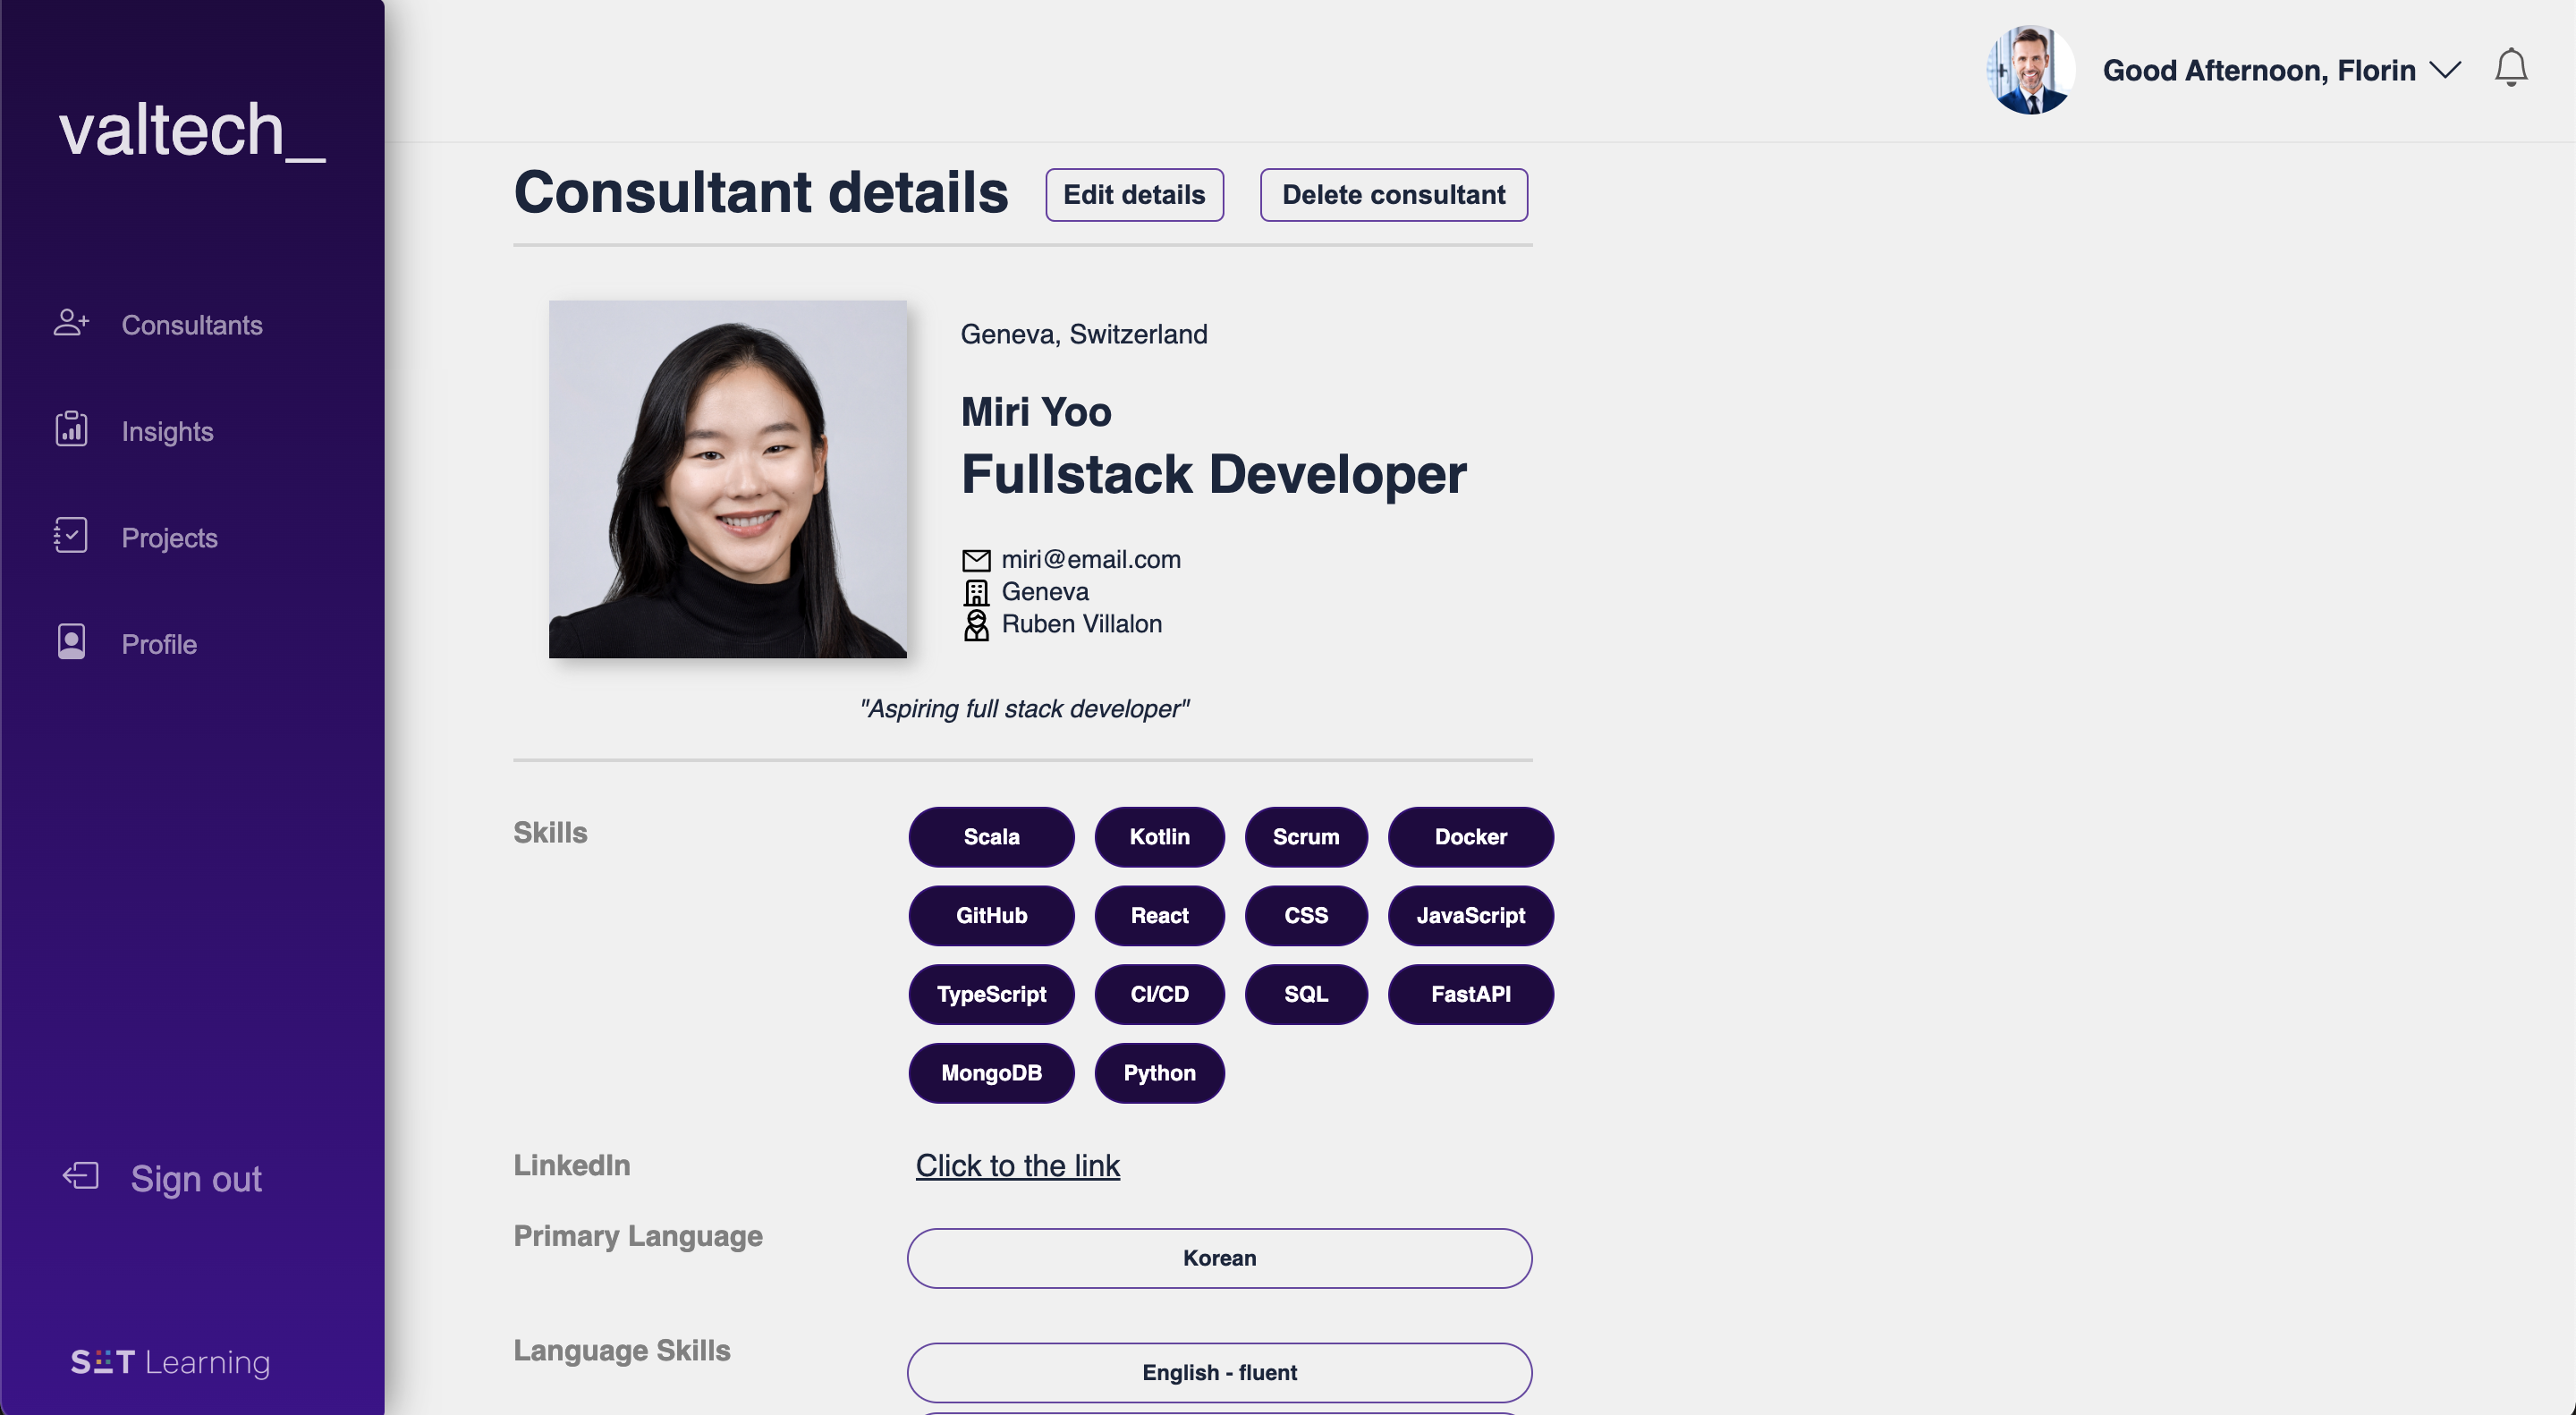 valtech_
Consultants
Insights
Projects
Profile
Sign out
SET Learning
Good Afternoon, Florin
Consultant details
Edit details
Delete consultant
Geneva, Switzerland
Miri Yoo
Fullstack Developer
miri@email.com
Geneva
Ruben Villalon
"Aspiring full stack developer"
Skills
Scala Kotlin Scrum Docker
GitHub React CSS JavaScript
TypeScript CI/CD SQL FastAPI
MongoDB Python
LinkedIn
Click to the link
Primary Language
Korean
Language Skills
English - fluent